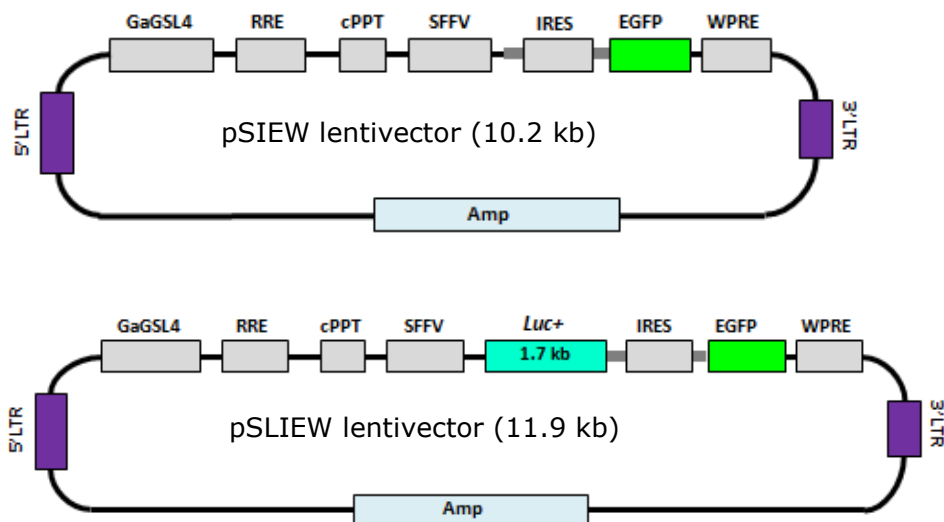 GaGSL4 RRE cPPT SFFV IRES EGFP WPRE
5'LTR
3'LTR
pSIEW lentivector (10.2 kb)
Amp
GaGSL4 RRE cPPT SFFV Luc+ IRES EGFP WPRE
1.7 kb
5'LTR
3'LTR
pSLIEW lentivector (11.9 kb)
Amp